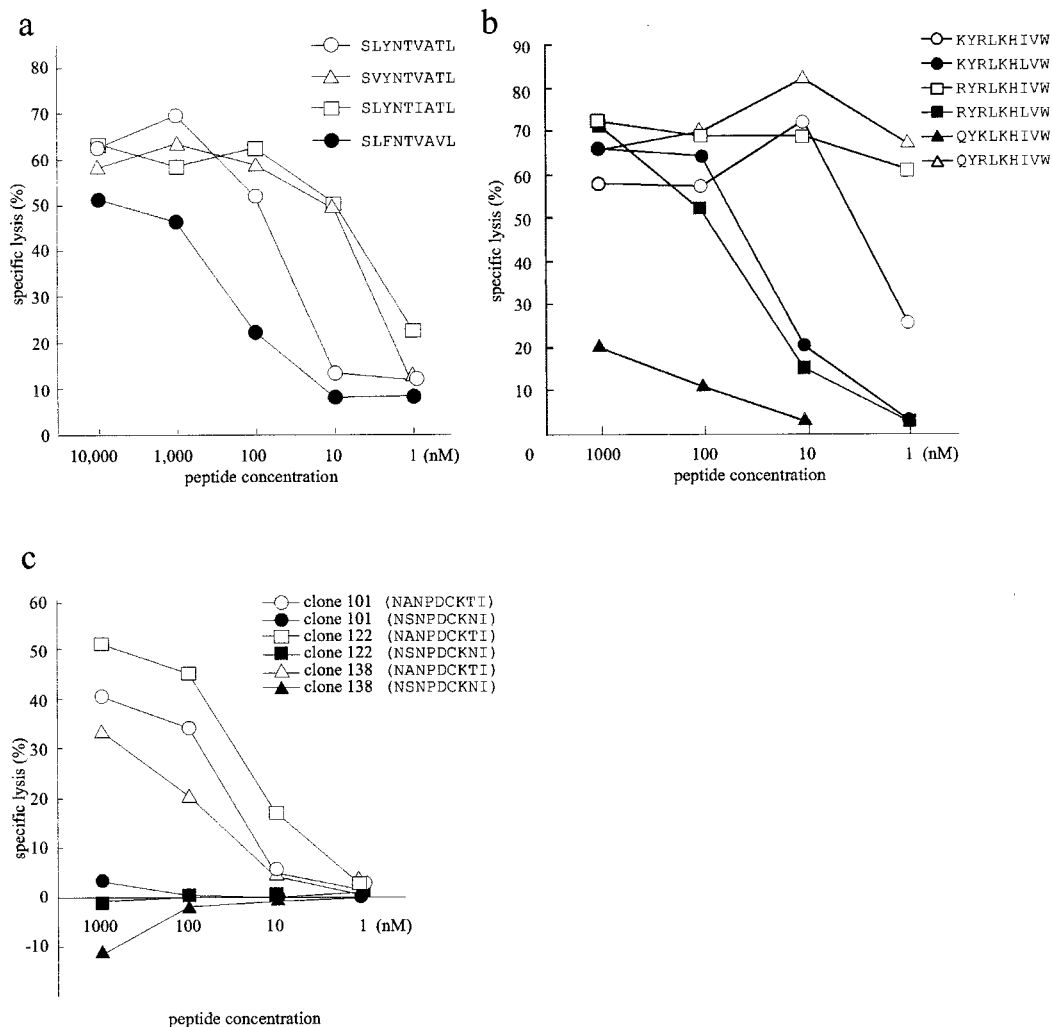 a
SLYNTVATL
SVYNTVATL
SLYNTIATL
SLFNTVAVL
80
70
60
50
40
30
20
10
0
specific lysis (%)
10,000 1,000 100 10 1 (nM)
peptide concentration
b
KYRLKHIVW
KYRLKHLVW
RYRLKHIVW
RYRLKHLVW
QYKLKHIVW
QYRLKHIVW
90
80
70
60
50
40
30
20
10
0
specific lysis (%)
1000 100 10 1 (nM)
peptide concentration
c
clone 101 (NANPDCKTI)
clone 101 (NSNPDCKNI)
clone 122 (NANPDCKTI)
clone 122 (NSNPDCKNI)
clone 138 (NANPDCKTI)
clone 138 (NSNPDCKNI)
60
50
40
30
20
10
0
-10
specific lysis (%)
1000 100 10 1 (nM)
peptide concentration